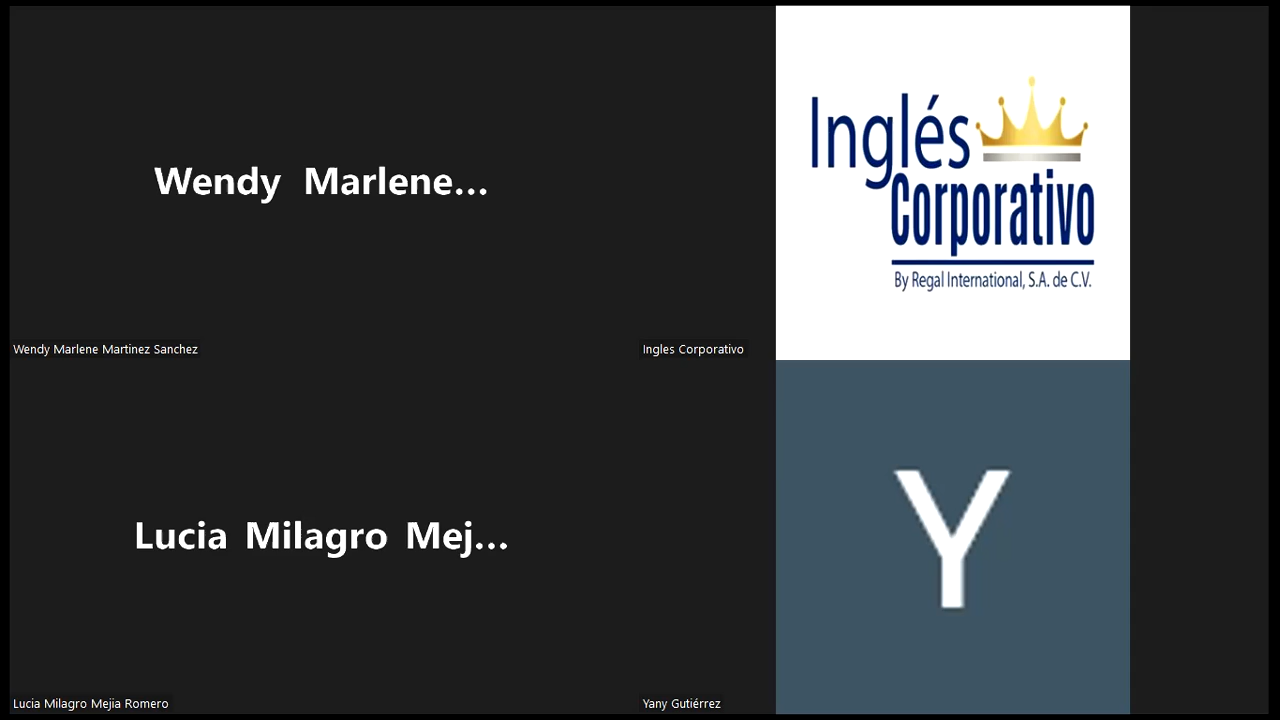 Wendy Marlene...
Wendy Marlene Martinez Sanchez
Inglés
Corporativo
By Regal International, S.A. de C.V.
Ingles Corporativo
Lucia Milagro Mej...
Lucia Milagro Mejia Romero
Y
Yany Gutiérrez